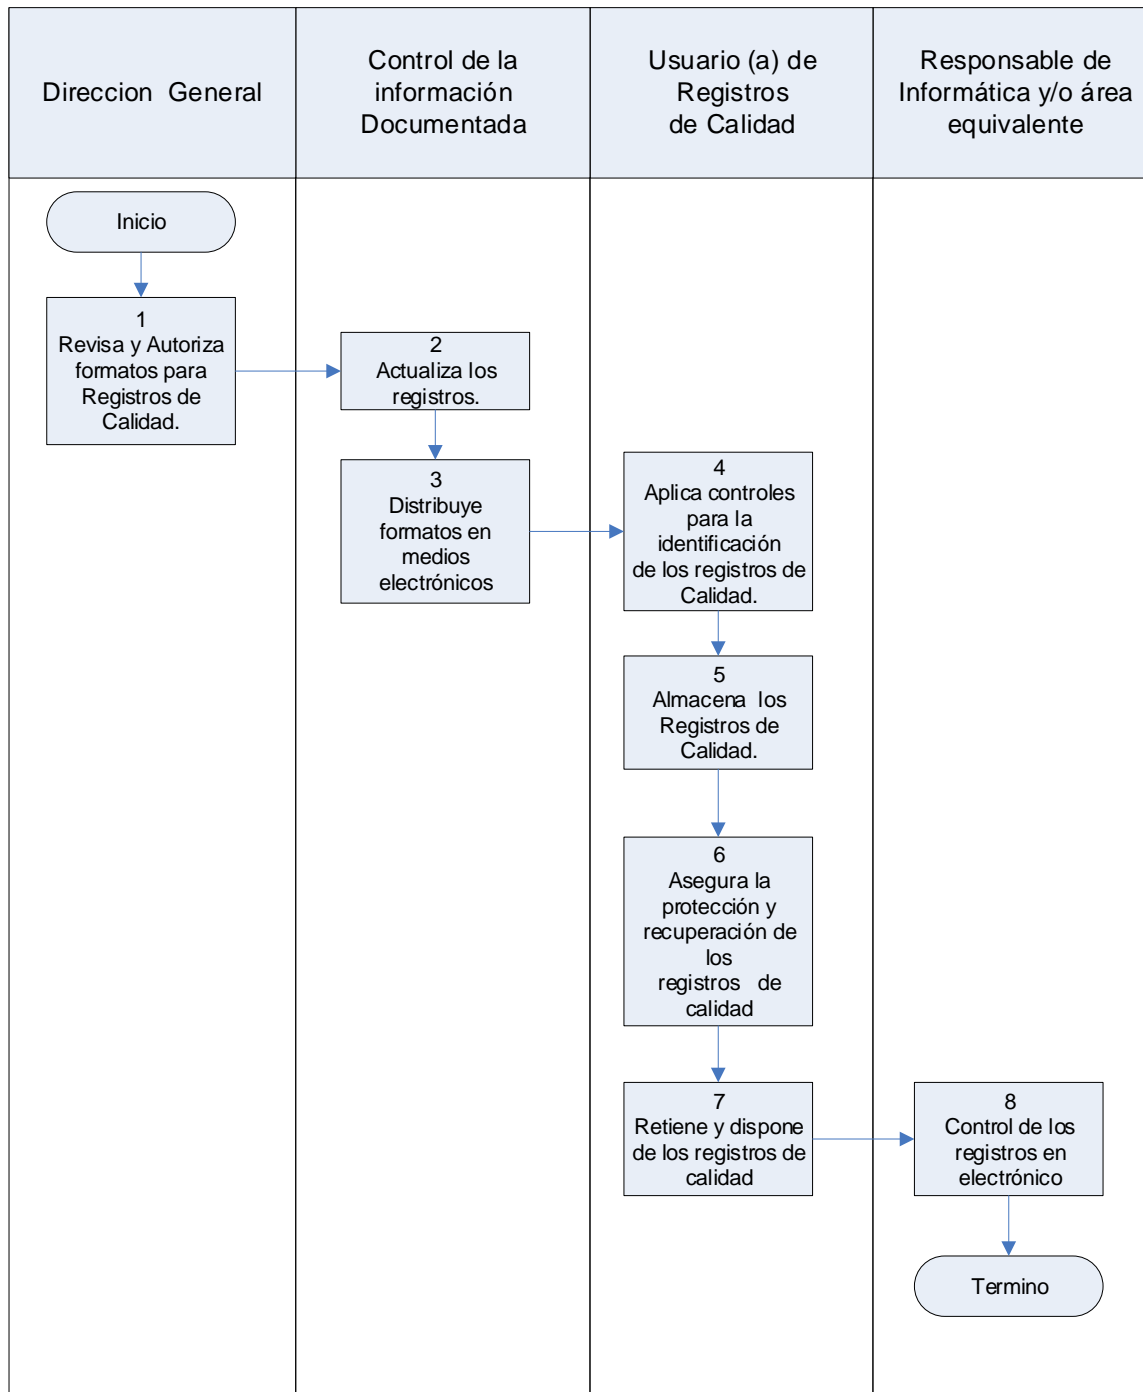 Direccion General
Control de la
información
Documentada
Usuario (a) de
Registros
de Calidad
Responsable de
Informática y/o área
equivalente
Inicio
1
Revisa y Autoriza
formatos para
Registros de
Calidad.
2
Actualiza los
registros.
3
Distribuye
formatos en
medios
electrónicos
4
Aplica controles
para la
identificación
de los registros de
Calidad.
5
Almacena los
Registros de
Calidad.
6
Asegura la
protección y
recuperación de
los
registros de
calidad
7
Retiene y dispone
de los registros de
calidad
8
Control de los
registros en
electrónico
Termino